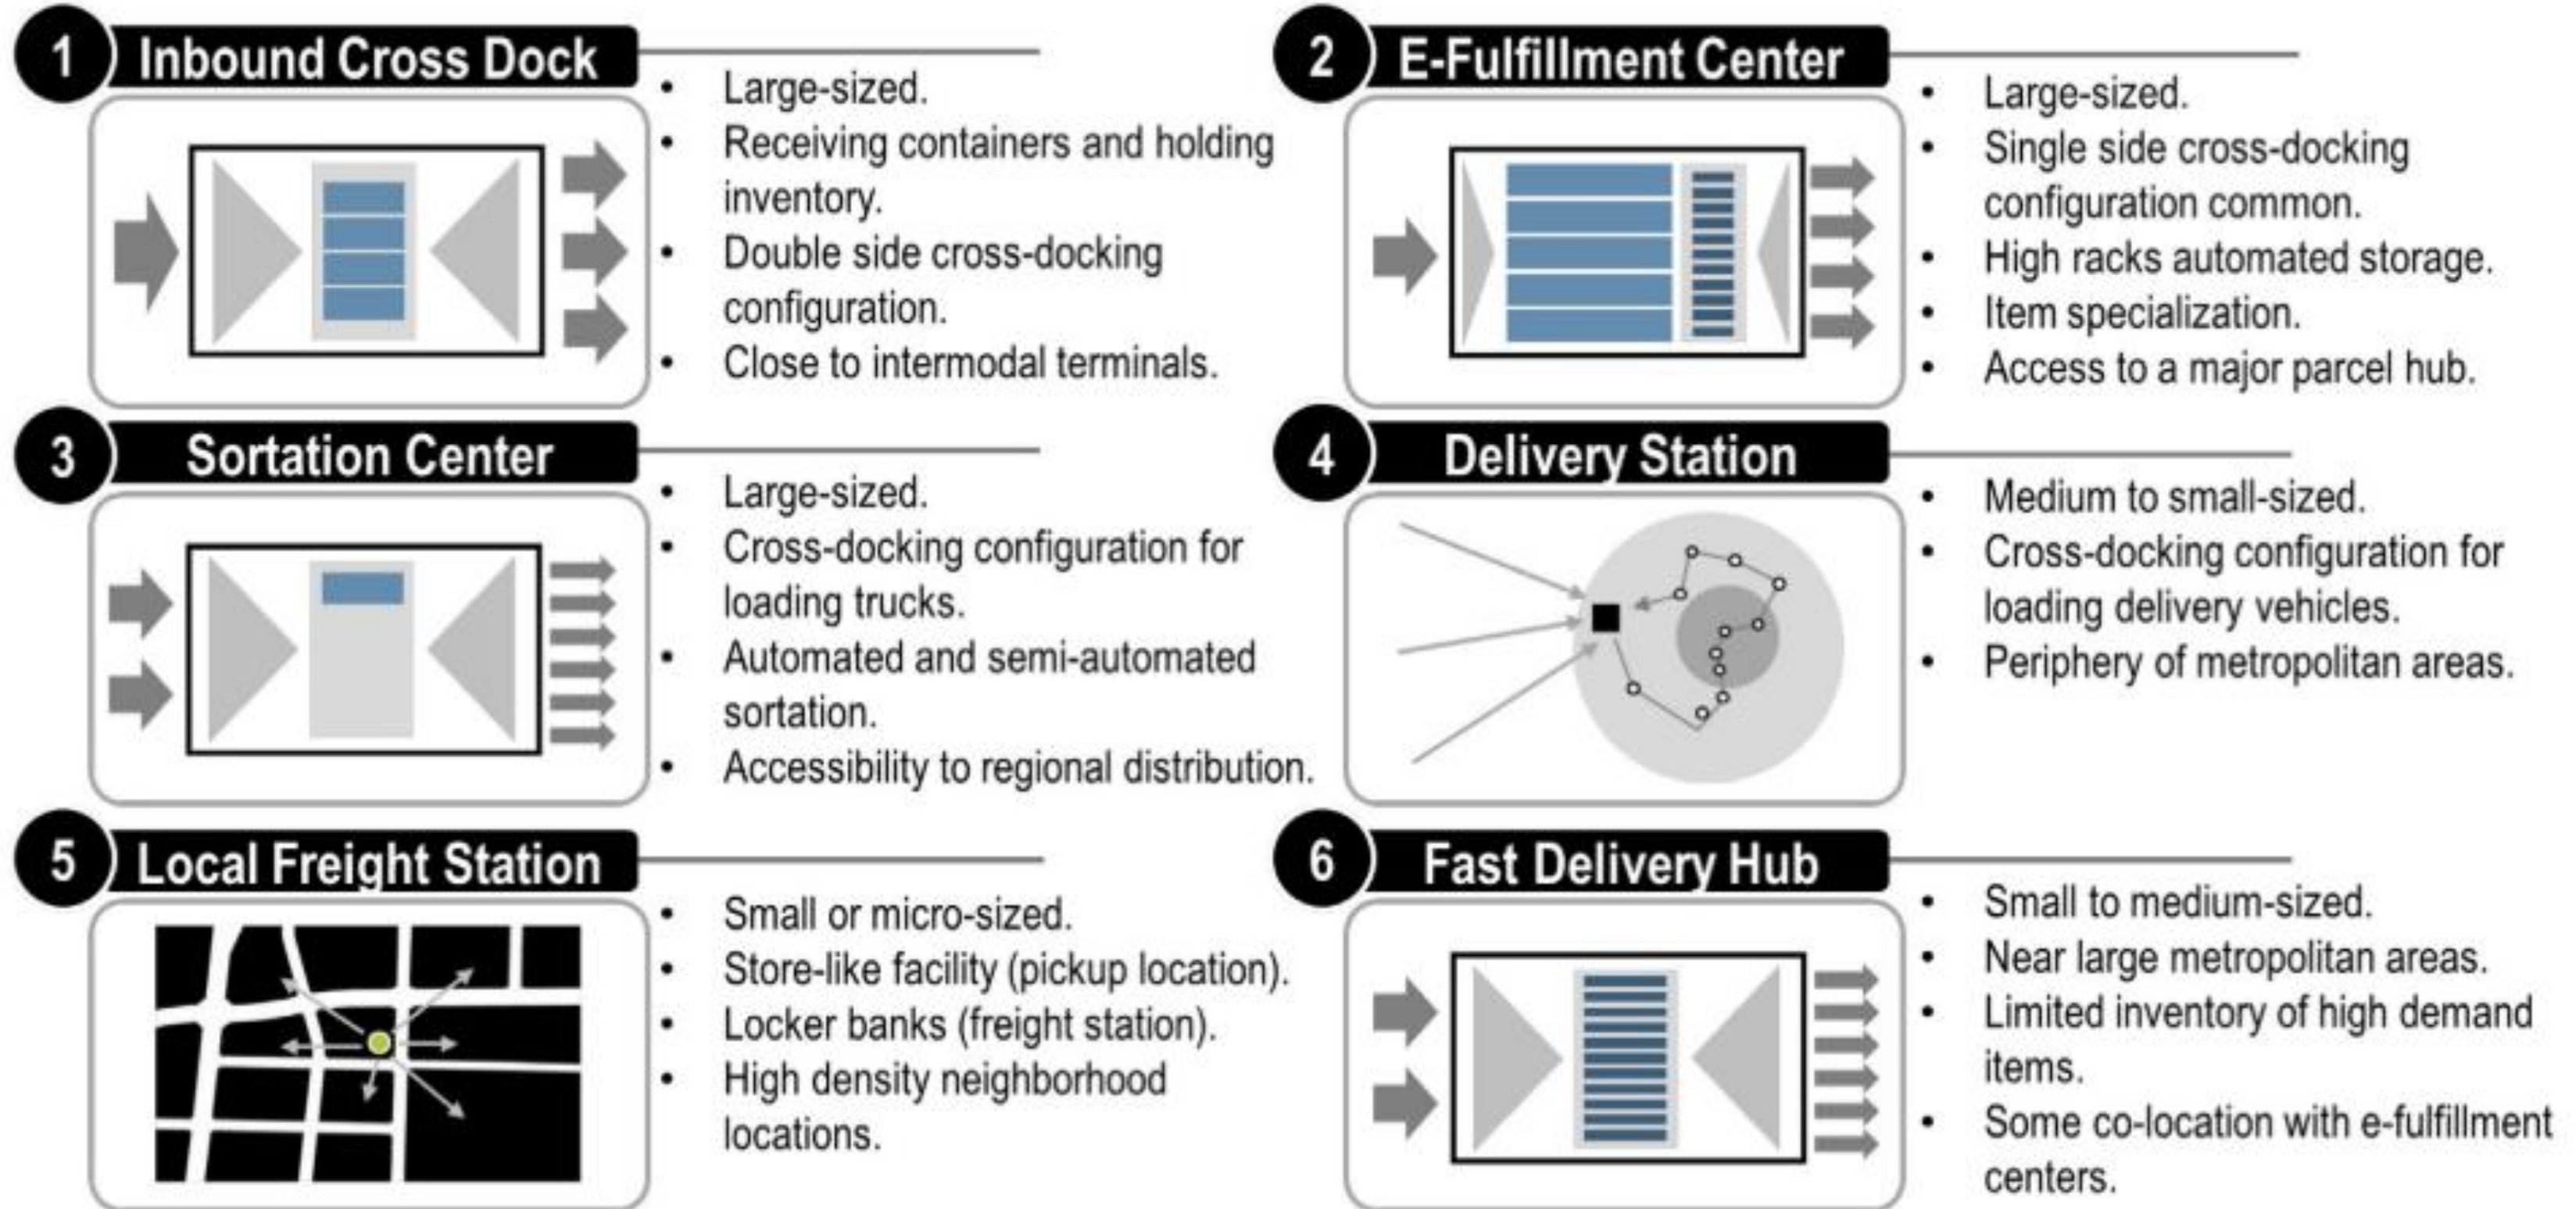 1 Inbound Cross Dock
• Large-sized.
• Receiving containers and holding
inventory.
• Double side cross-docking
configuration.
• Close to intermodal terminals.
2 E-Fulfillment Center
• Large-sized.
• Single side cross-docking
configuration common.
• High racks automated storage.
• Item specialization.
• Access to a major parcel hub.
3 Sortation Center
• Large-sized.
• Cross-docking configuration for
loading trucks.
• Automated and semi-automated
sortation.
• Accessibility to regional distribution.
4 Delivery Station
• Medium to small-sized.
• Cross-docking configuration for
loading delivery vehicles.
• Periphery of metropolitan areas.
5 Local Freight Station
• Small or micro-sized.
• Store-like facility (pickup location).
• Locker banks (freight station).
• High density neighborhood
locations.
6 Fast Delivery Hub
• Small to medium-sized.
• Near large metropolitan areas.
• Limited inventory of high demand
items.
• Some co-location with e-fulfillment
centers.